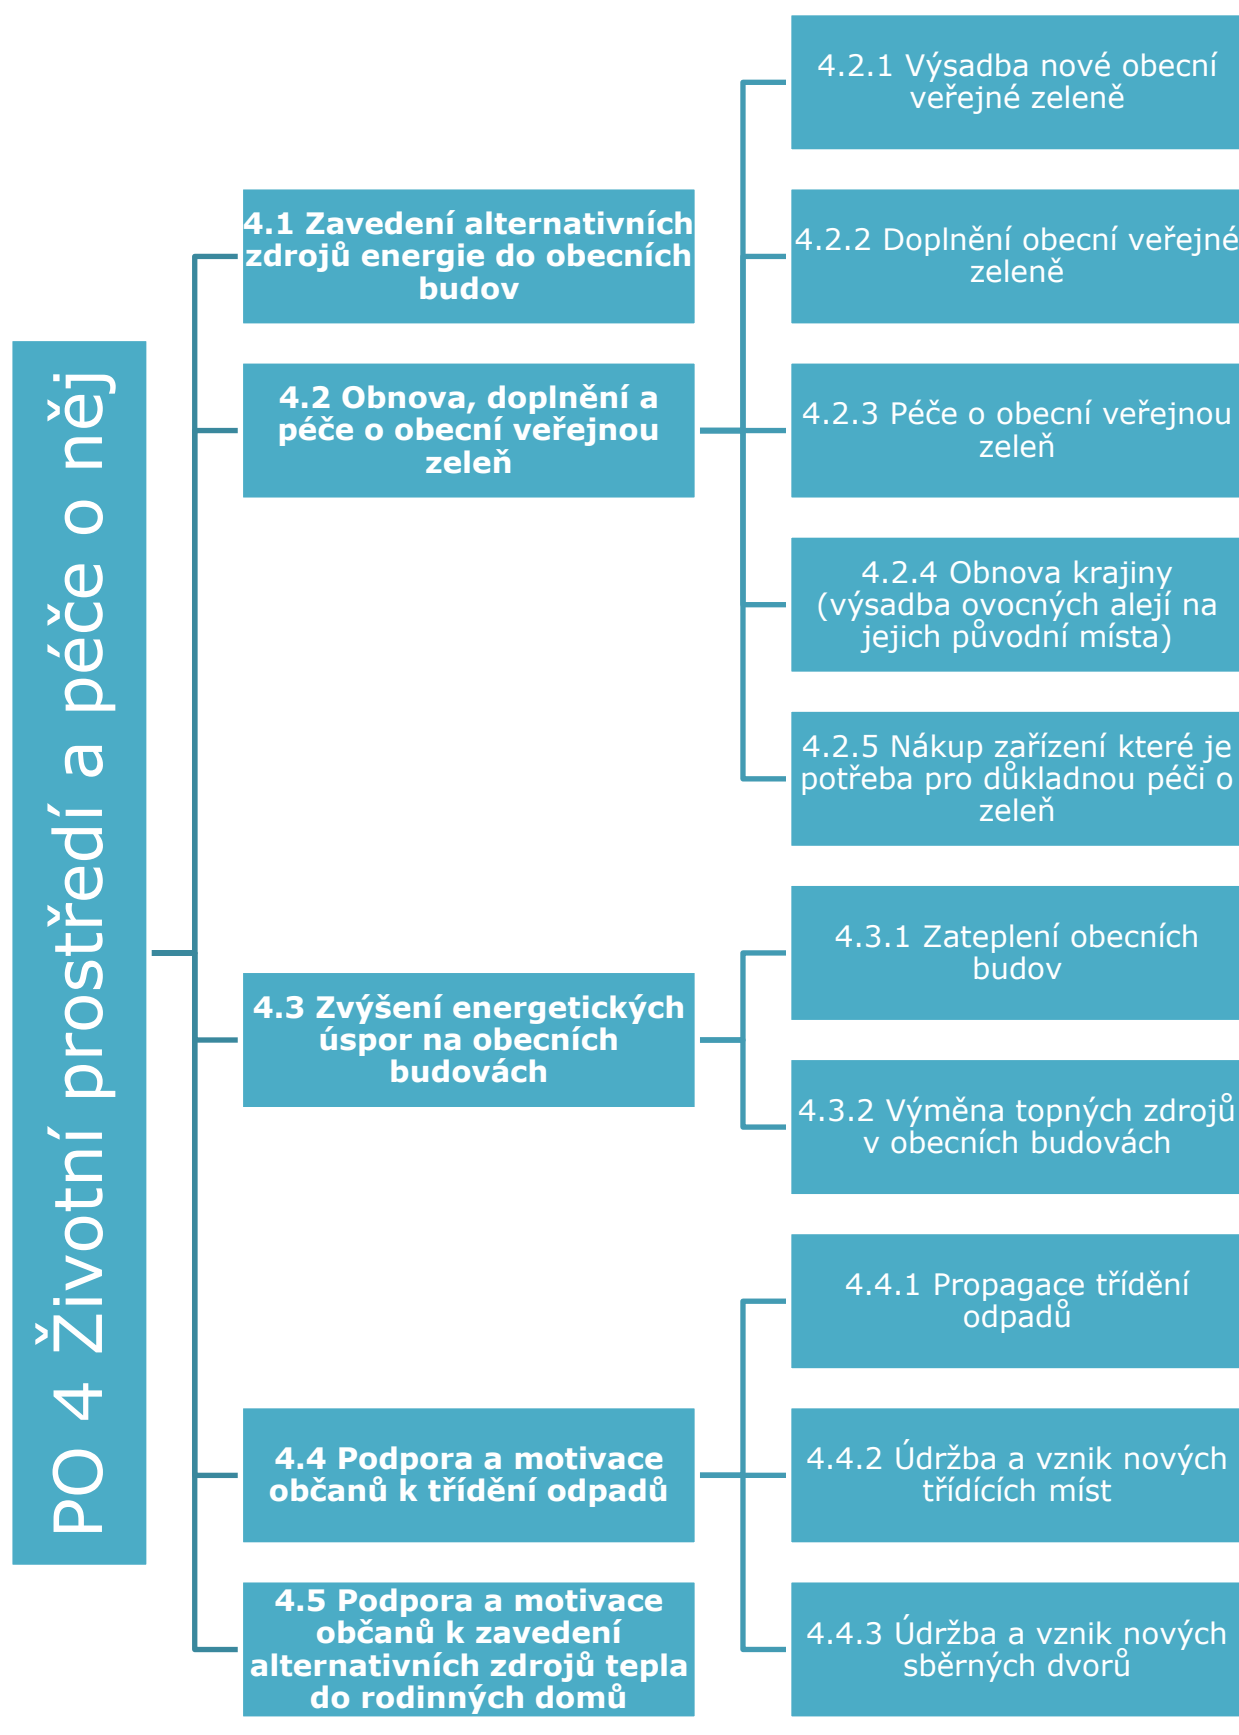 PO 4 Životní prostředí a péče o něj
4.1 Zavedení alternativních
zdrojů energie do obecních
budov
4.2 Obnova, doplnění a
péče o obecní veřejnou
zeleň
4.2.1 Výsadba nové obecní
veřejné zeleně
4.2.2 Doplnění obecní veřejné
zeleně
4.2.3 Péče o obecní veřejnou
zeleň
4.2.4 Obnova krajiny
(výsadba ovocných alejí na
jejich původní místa)
4.2.5 Nákup zařízení které je
potřeba pro důkladnou péči o
zeleň
4.3 Zvýšení energetických
úspor na obecních
budovách
4.3.1 Zateplení obecních
budov
4.3.2 Výměna topných zdrojů
v obecních budovách
4.4 Podpora a motivace
občanů k třídění odpadů
4.4.1 Propagace třídění
odpadů
4.4.2 Údržba a vznik nových
třídících míst
4.4.3 Údržba a vznik nových
sběrných dvorů
4.5 Podpora a motivace
občanů k zavedení
alternativních zdrojů tepla
do rodinných domů